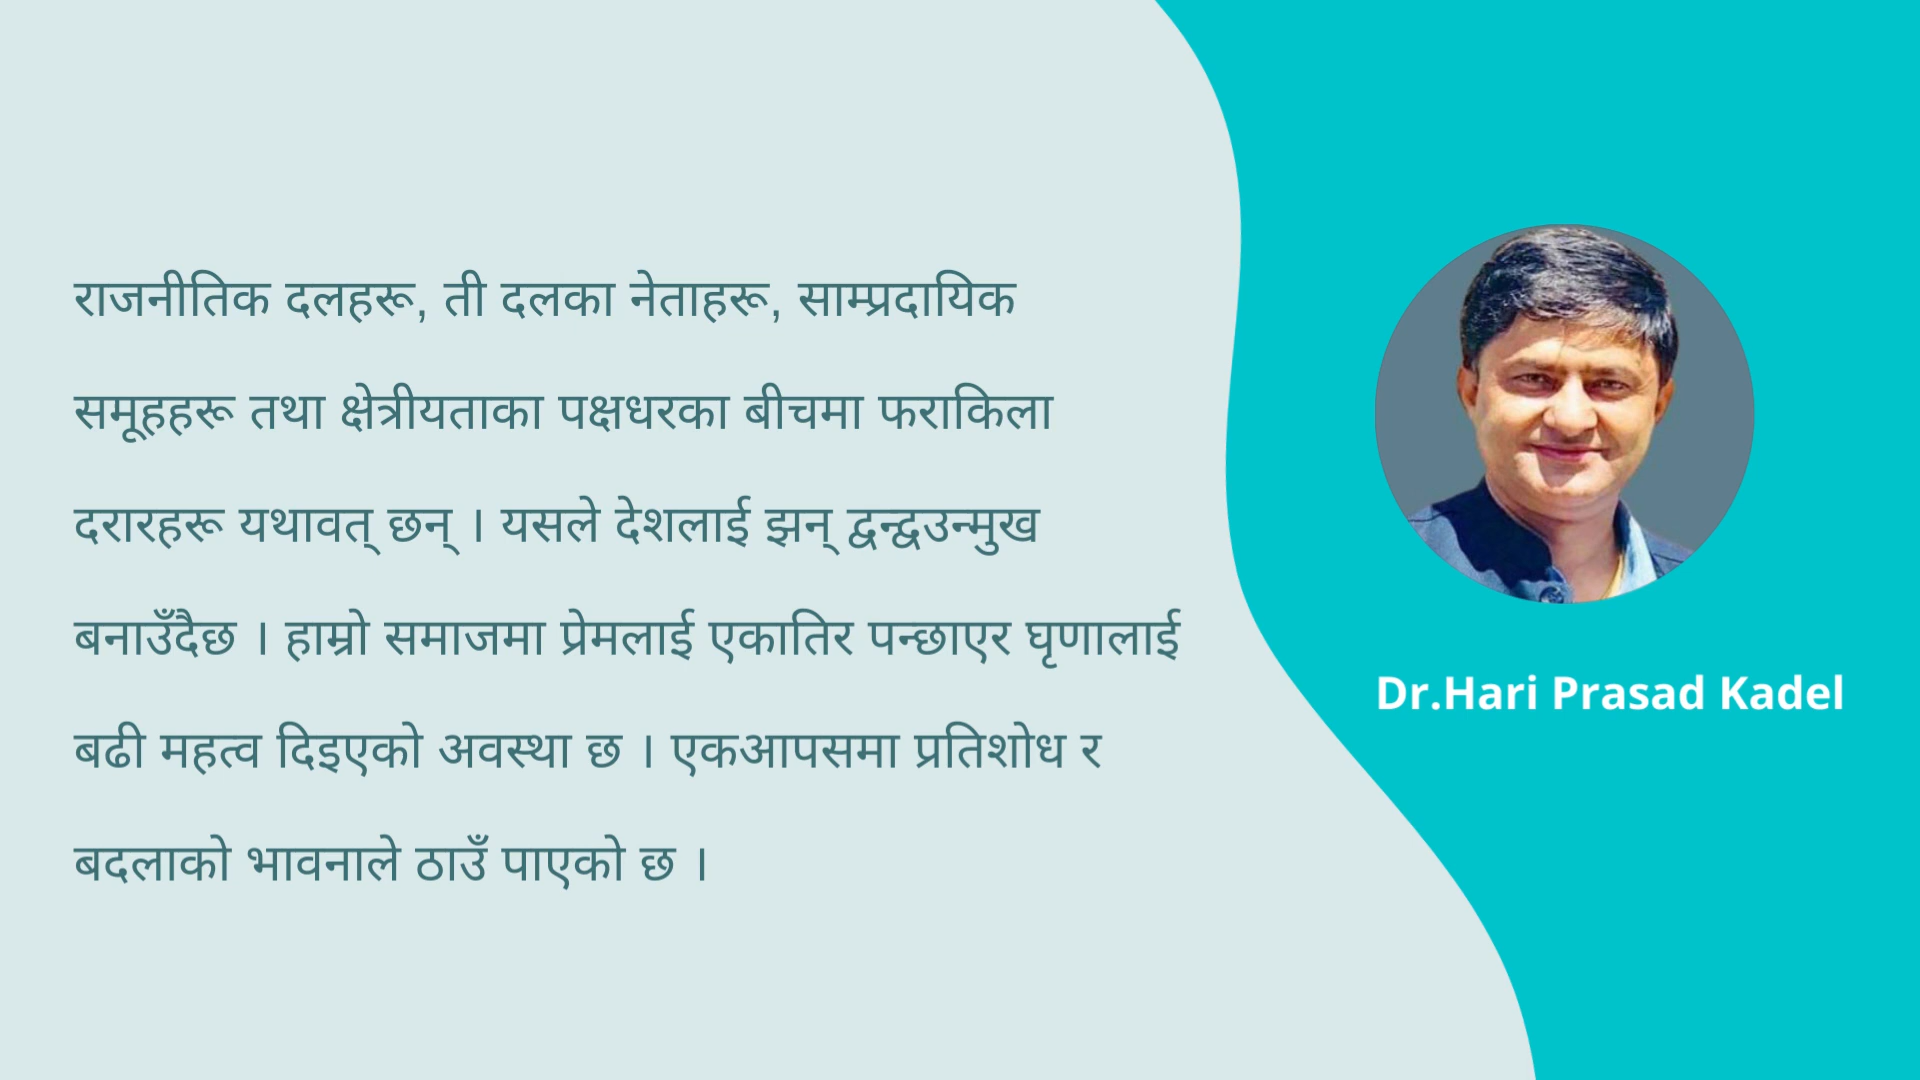 राजनीतिक दलहरू, ती दलका नेताहरू, साम्प्रदायिक
समूहहरू तथा क्षेत्रीयताका पक्षधरका बीचमा फराकिला
दरारहरू यथावत् छन् । यसले देशलाई झन् द्वन्द्वउन्मुख
बनाउँदैछ । हाम्रो समाजमा प्रेमलाई एकातिर पन्छाएर घृणालाई
बढी महत्व दिइएको अवस्था छ । एकआपसमा प्रतिशोध र
बदलाको भावनाले ठाउँ पाएको छ ।
Dr.Hari Prasad Kadel